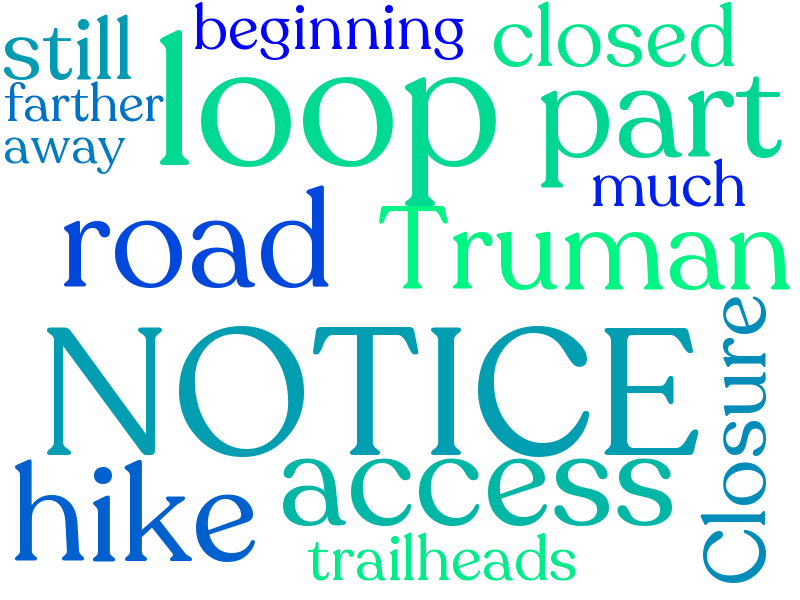 still
beginning
closed
farther
loop
part
away
much
road
Truman
NOTICE
Closure
hike
access
trailheads